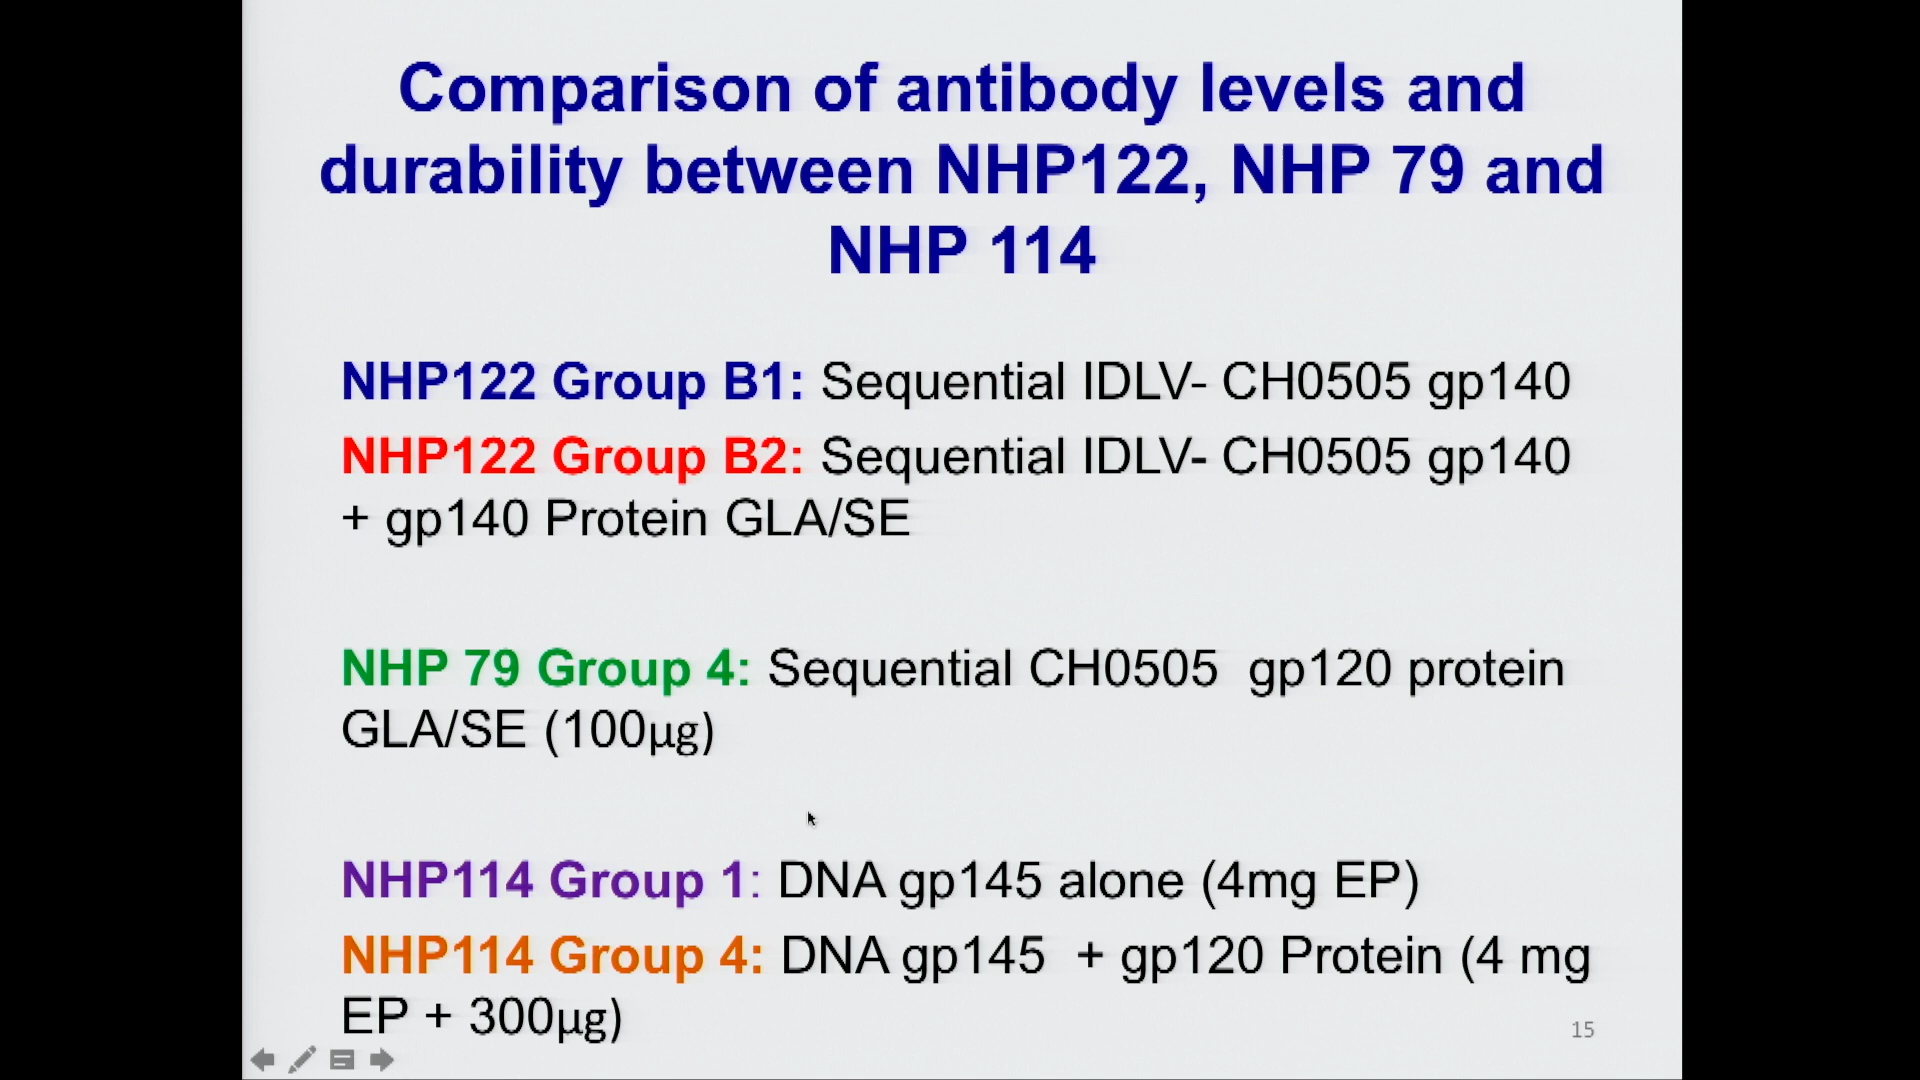 Comparison of antibody levels and
durability between NHP122, NHP 79 and
NHP 114
NHP122 Group B1: Sequential IDLV- CH0505 gp140
NHP122 Group B2: Sequential IDLV- CH0505 gp140
+ gp140 Protein GLA/SE
NHP 79 Group 4: Sequential CH0505 gp120 protein
GLA/SE (100µg)
NHP114 Group 1: DNA gp145 alone (4mg EP)
NHP114 Group 4: DNA gp145 + gp120 Protein (4 mg
EP + 300µg)
15